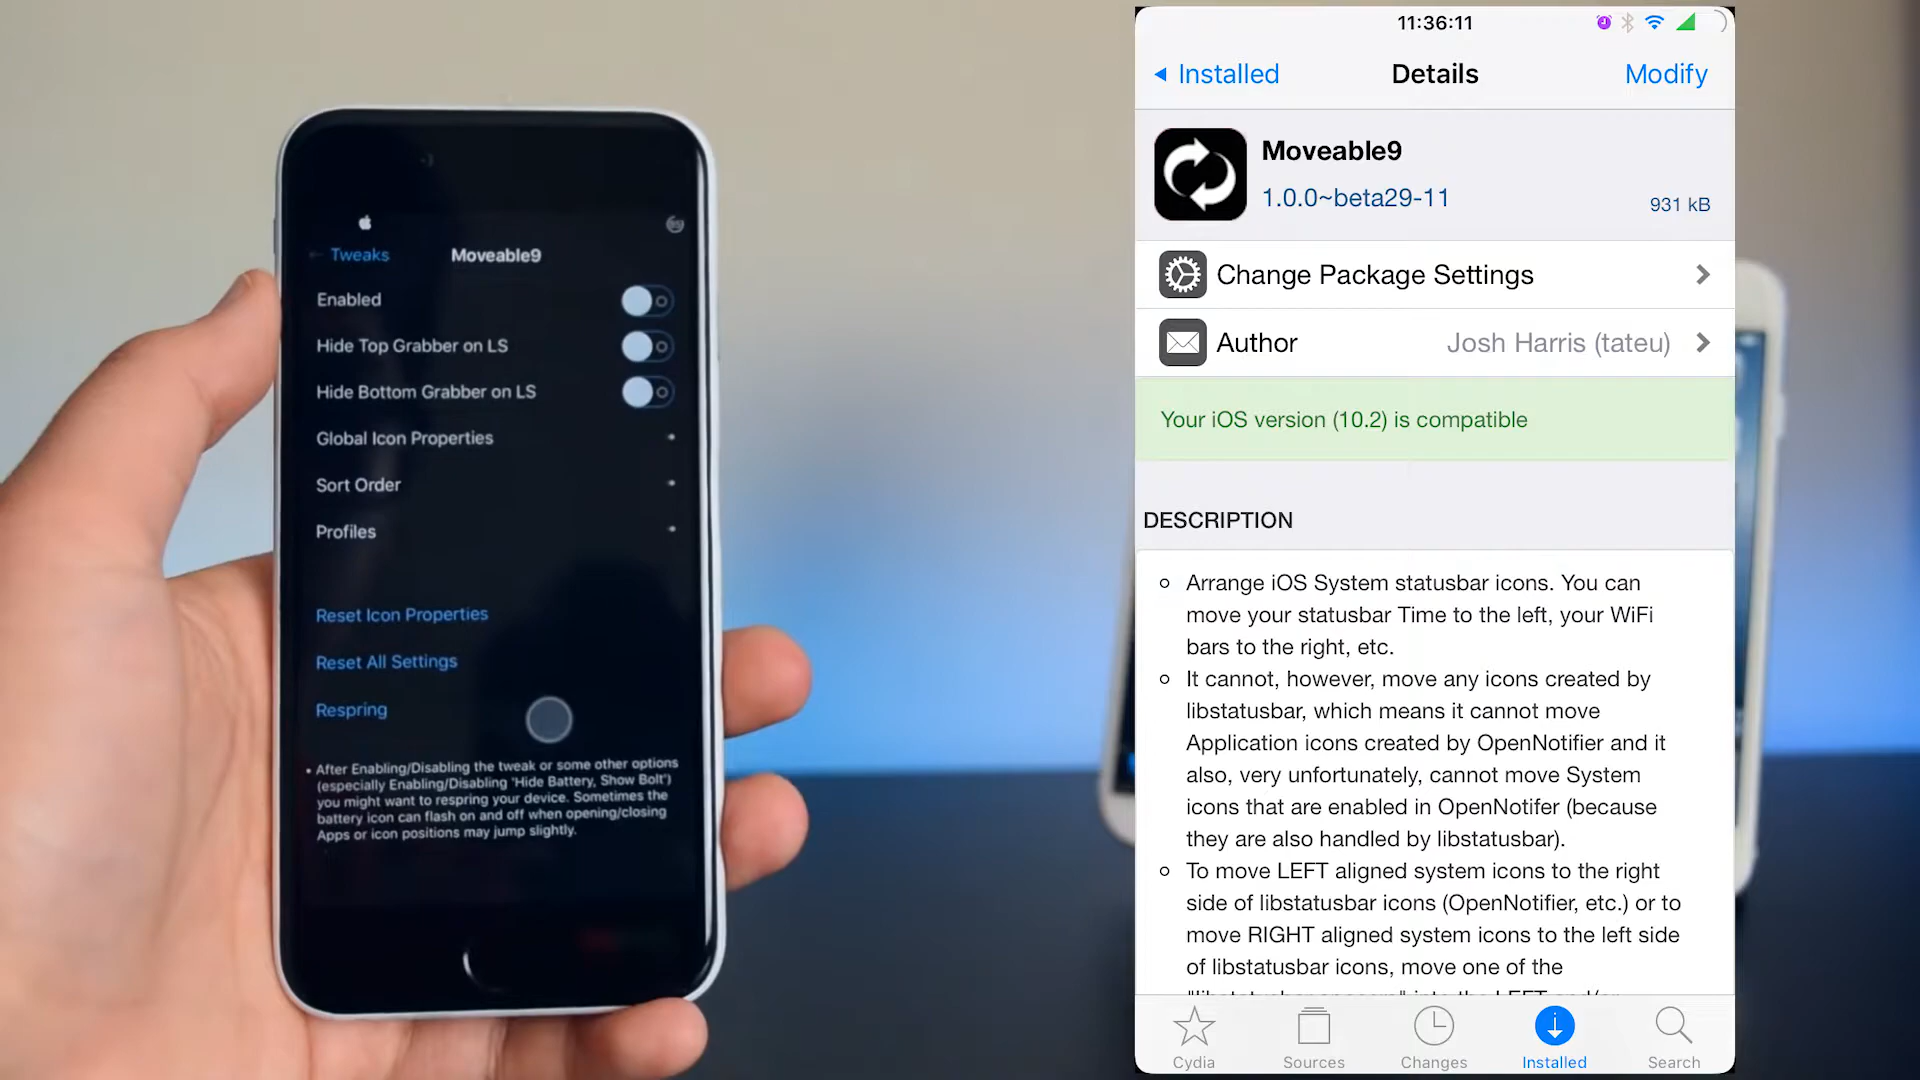 Tweaks
Moveable9
Enabled
Hide Top Grabber on LS
Hide Bottom Grabber on LS
Global Icon Properties
Sort Order
Profiles
Reset Icon Properties
Reset All Settings
Respring
• After Enabling/Disabling the tweak or some other options
(especially Enabling/Disabling 'Hide Battery, Show Bolt')
you might want to respring your device. Sometimes the
battery icon can flash on and off when opening/closing
Apps or icon positions may jump slightly.
11:36:11
Installed
Details
Modify
Moveable9
1.0.0~beta29-11
931 kB
Change Package Settings
Author
Josh Harris (tateu)
Your iOS version (10.2) is compatible
DESCRIPTION
Arrange iOS System statusbar icons. You can
move your statusbar Time to the left, your WiFi
bars to the right, etc.
It cannot, however, move any icons created by
libstatusbar, which means it cannot move
Application icons created by OpenNotifier and it
also, very unfortunately, cannot move System
icons that are enabled in OpenNotifer (because
they are also handled by libstatusbar).
To move LEFT aligned system icons to the right
side of libstatusbar icons (OpenNotifier, etc.) or to
move RIGHT aligned system icons to the left side
of libstatusbar icons, move one of the
Cydia
Sources
Changes
Installed
Search